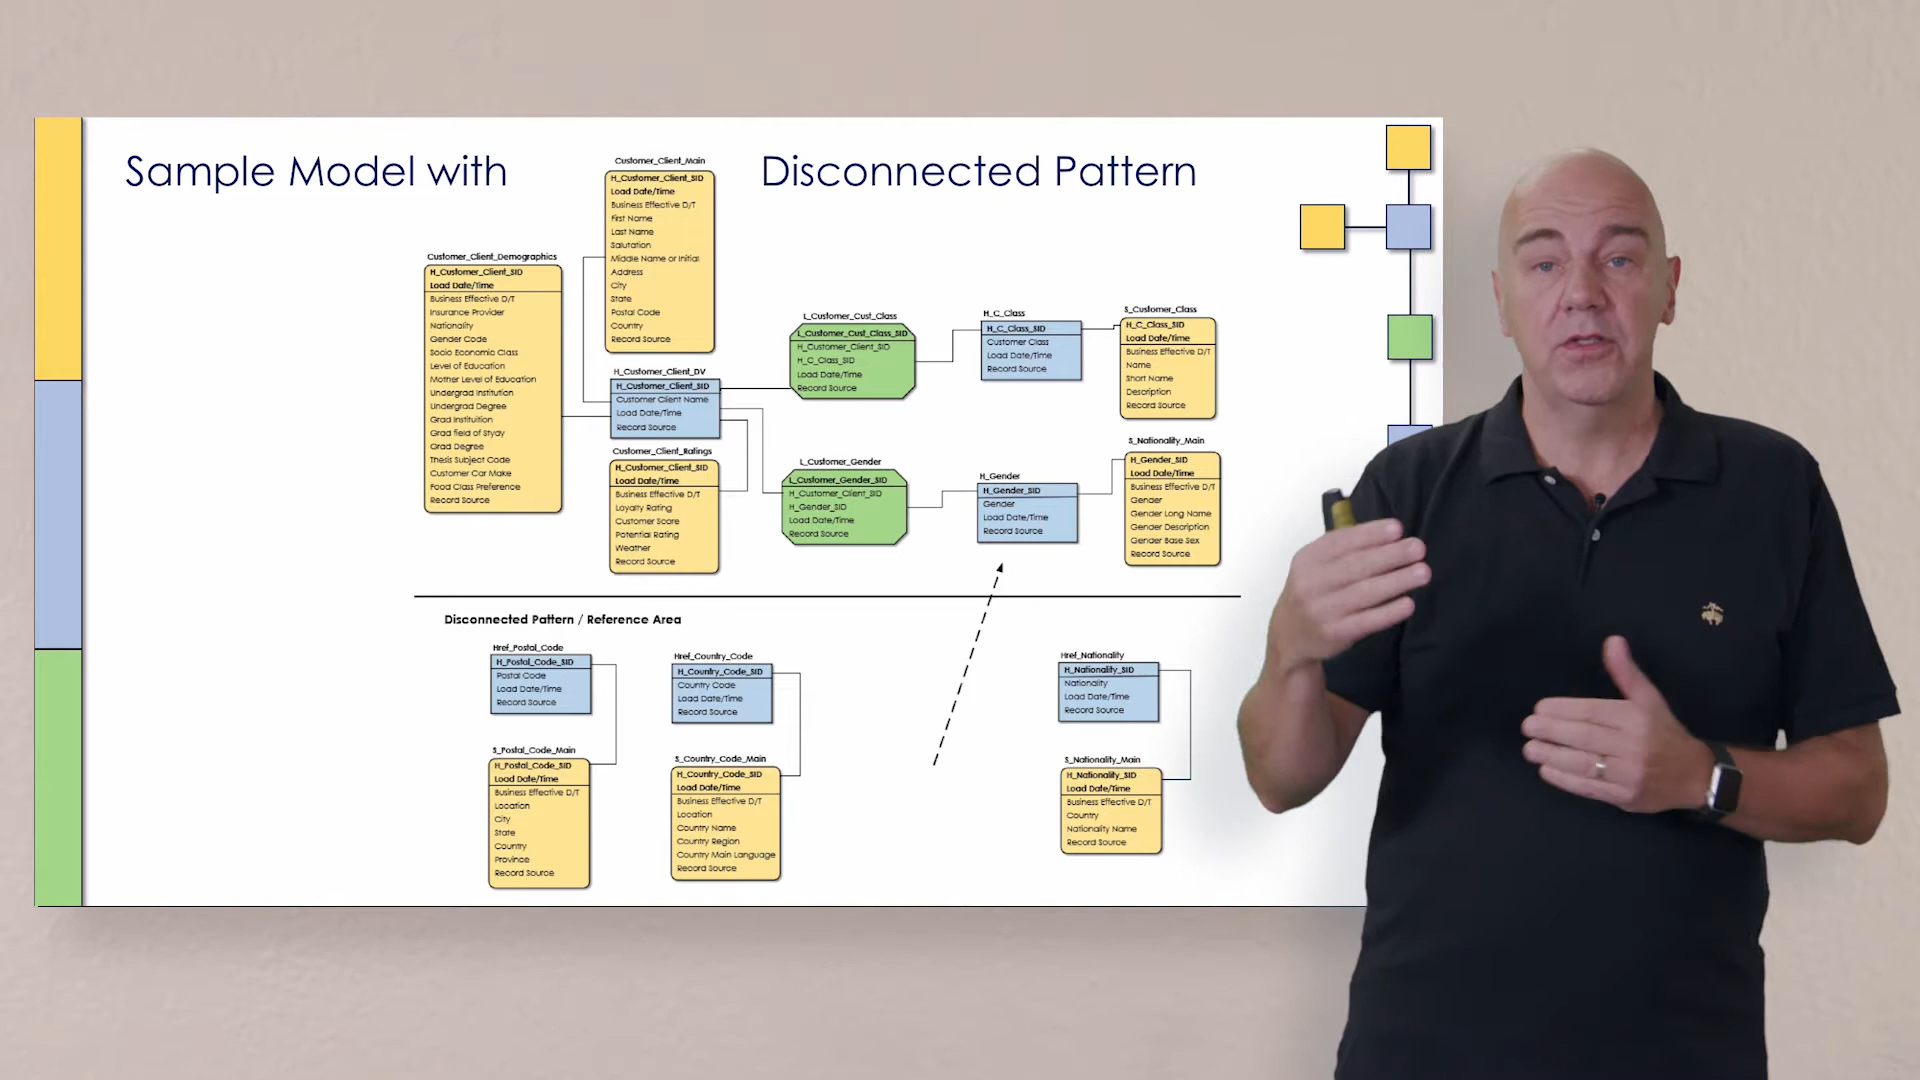 Sample Model with
Disconnected Pattern
Customer_Client_Main
H_Customer_Client_SID
Load Date/Time
Business Effective D/T
First Name
Last Name
Salutation
Middle Name or Initial
Address
City
State
Postal Code
Country
Record Source
Customer_Client_Demographics
H_Customer_Client_SID
Load Date/Time
Business Effective D/T
Insurance Provider
Nationality
Gender Code
Socio Economic Class
Level of Education
Mother Level of Education
Undergrad Institution
Undergrad Degree
Grad Institution
Grad field of Styay
Grad Degree
Thesis Subject Code
Customer Car Make
Food Class Preference
Record Source
H_Customer_Client_DV
H_Customer_Client_SID
Customer Client Name
Load Date/Time
Record Source
Customer_Client_Ratings
H_Customer_Client_SID
Load Date/Time
Business Effective D/T
Loyalty Rating
Customer Score
Potential Rating
Weather
Record Source
L_Customer_Cust_Class
L_Customer_Cust_Class_SID
H_Customer_Client_SID
H_C_Class_SID
Load Date/Time
Record Source
H_C_Class
H_C_Class_SID
Customer Class
Load Date/Time
Record Source
S_Customer_Class
H_C_Class_SID
Load Date/Time
Business Effective D/T
Name
Short Name
Description
Record Source
L_Customer_Gender
L_Customer_Gender_SID
H_Customer_Client_SID
H_Gender_SID
Load Date/Time
Record Source
H_Gender
H_Gender_SID
Gender
Load Date/Time
Record Source
S_Nationality_Main
H_Gender_SID
Load Date/Time
Business Effective D/T
Gender
Gender Long Name
Gender Description
Gender Base Sex
Record Source
Disconnected Pattern / Reference Area
Href_Postal_Code
H_Postal_Code_SID
Postal Code
Load Date/Time
Record Source
S_Postal_Code_Main
H_Postal_Code_SID
Load Date/Time
Business Effective D/T
Location
City
State
Country
Province
Record Source
Href_Country_Code
H_Country_Code_SID
Country Code
Load Date/Time
Record Source
S_Country_Code_Main
H_Country_Code_SID
Load Date/Time
Business Effective D/T
Location
Country Name
Country Region
Country Main Language
Record Source
Href_Nationality
H_Nationality_SID
Nationality
Load Date/Time
Record Source
S_Nationality_Main
H_Nationality_SID
Load Date/Time
Business Effective D/T
Country
Nationality Name
Record Source